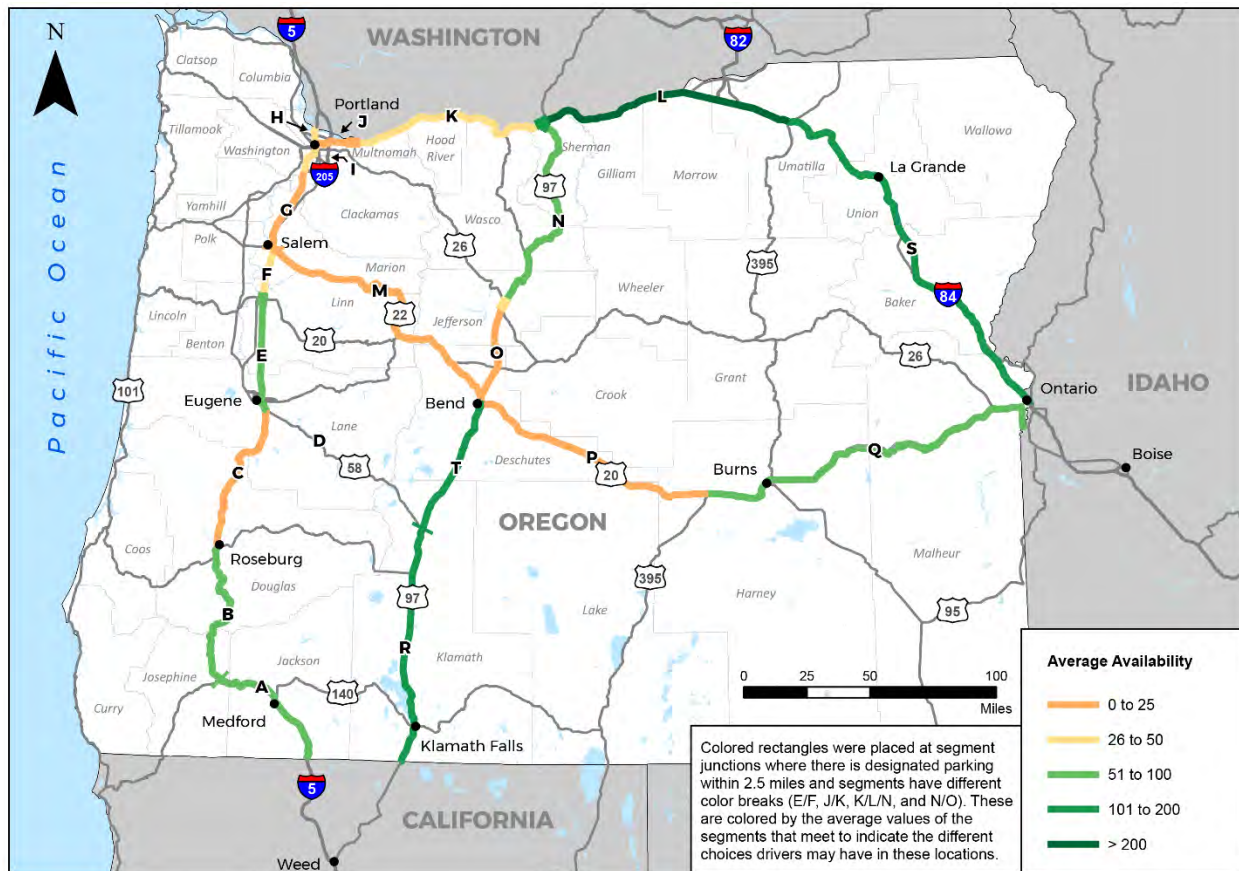 N
5
WASHINGTON
82
Clatsop
Columbia
Portland
H
J
K
L
Tillamook
Washington
Multnomah
Hood
River
Sherman
Wallowa
I
205
Gilliam
Morrow
Umatilla
La Grande
97
Yamhill
G
Clackamas
Wasco
N
Union
Polk
Salem
26
395
S
F
Marion
M
Wheeler
84
Linn
22
Jefferson
Baker
Lincoln
20
Benton
O
26
E
Grant
101
Crook
Ontario
IDAHO
Eugene
Bend
Lane
D
Deschutes
P
Q
C
58
T
20
Burns
Boise
OREGON
Coos
Roseburg
Malheur
Douglas
97
395
Harney
95
B
Lake
R
Klamath
Josephine
Jackson
A
140
Curry
Medford
Klamath Falls
5
CALIFORNIA
Weed
Pacific Ocean
0 25 50 100
Miles
Colored rectangles were placed at segment
junctions where there is designated parking
within 2.5 miles and segments have different
color breaks (E/F, J/K, K/L/N, and N/O). These
are colored by the average values of the
segments that meet to indicate the different
choices drivers may have in these locations.
Average Availability
0 to 25
26 to 50
51 to 100
101 to 200
> 200